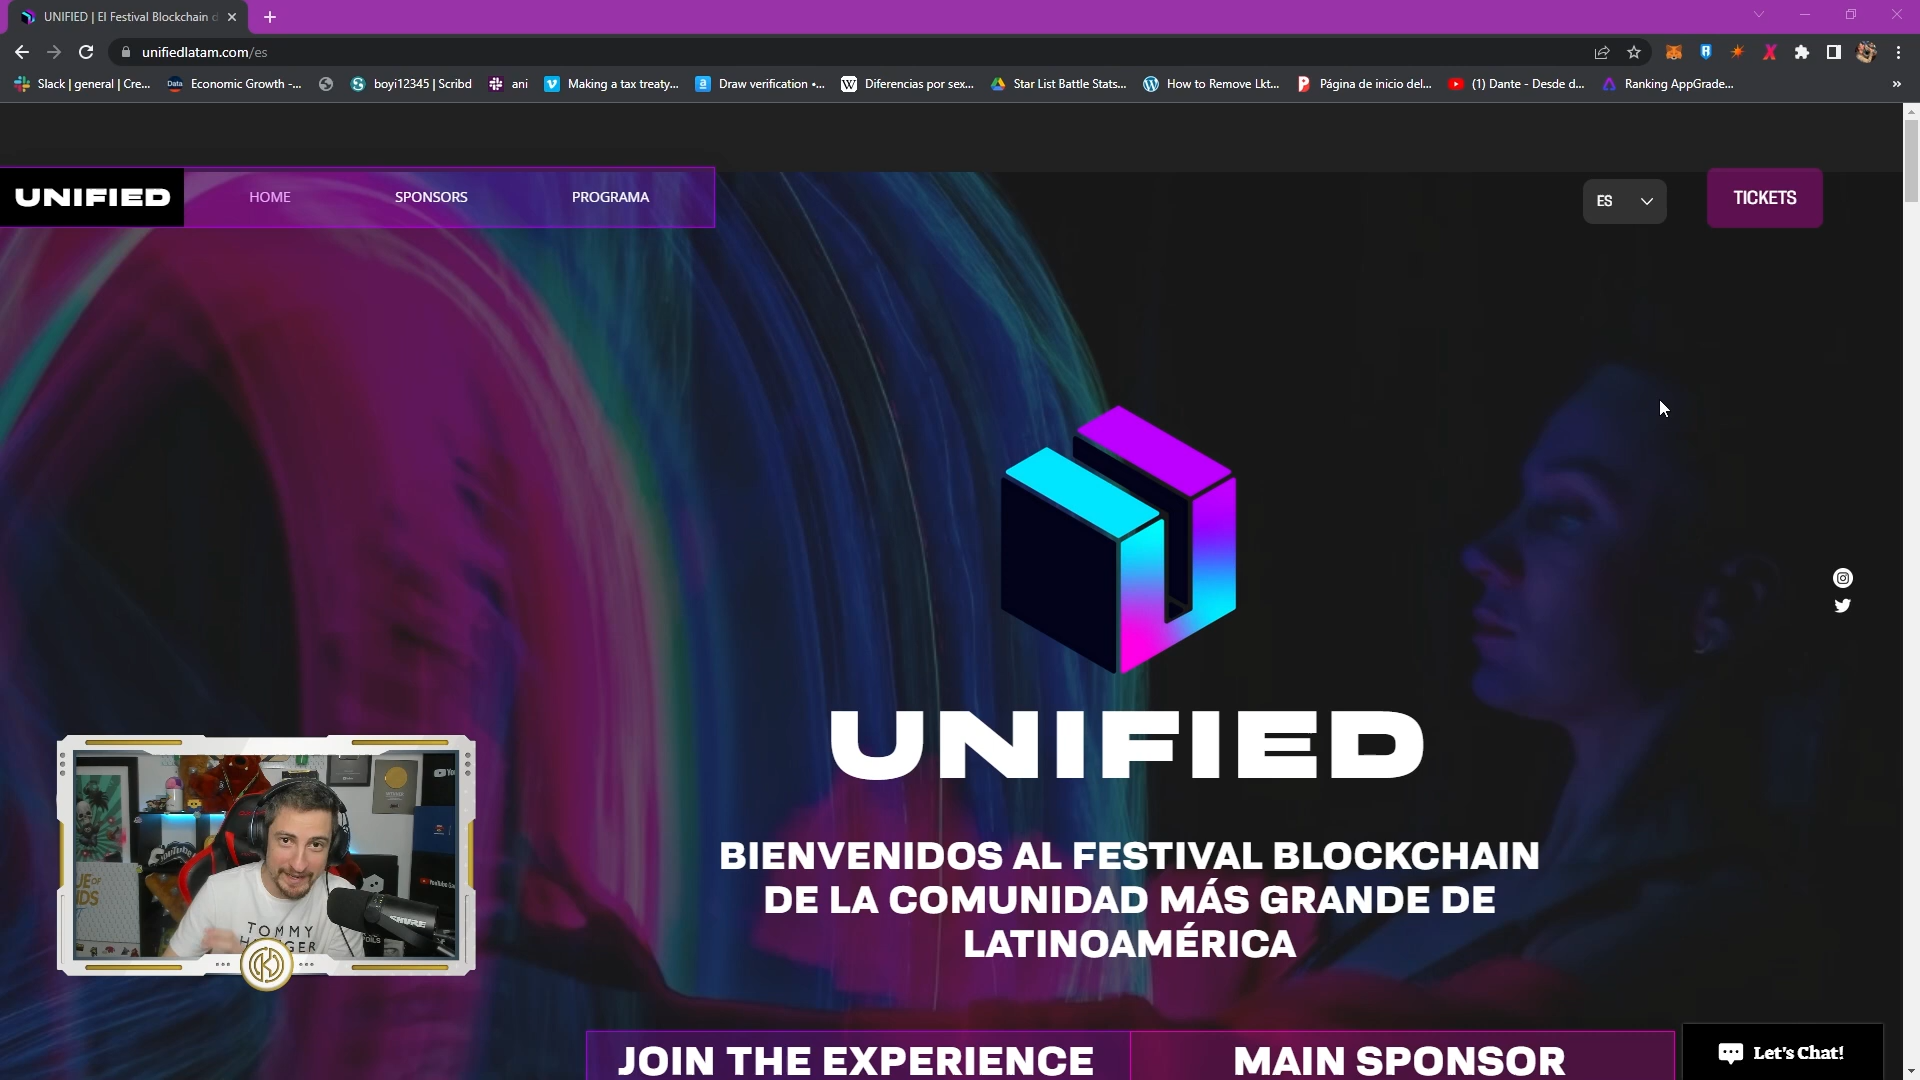 UNIFIED | El Festival Blockchain d
unifiedlatam.com/es
Slack | general | Cre...
Data
Economic Growth -...
boyi12345 | Scribd
ani
Making a tax treaty...
Draw verification •...
Diferencias por sex...
Star List Battle Stats...
How to Remove Lkt...
Página de inicio del...
(1) Dante - Desde d...
Ranking AppGrade...
UNIFIED
HOME
SPONSORS
PROGRAMA
ES
TICKETS
UNIFIED
BIENVENIDOS AL FESTIVAL BLOCKCHAIN
DE LA COMUNIDAD MÁS GRANDE DE
LATINOAMÉRICA
TOMMY
SHURE
JOIN THE EXPERIENCE
MAIN SPONSOR
Let's Chat!